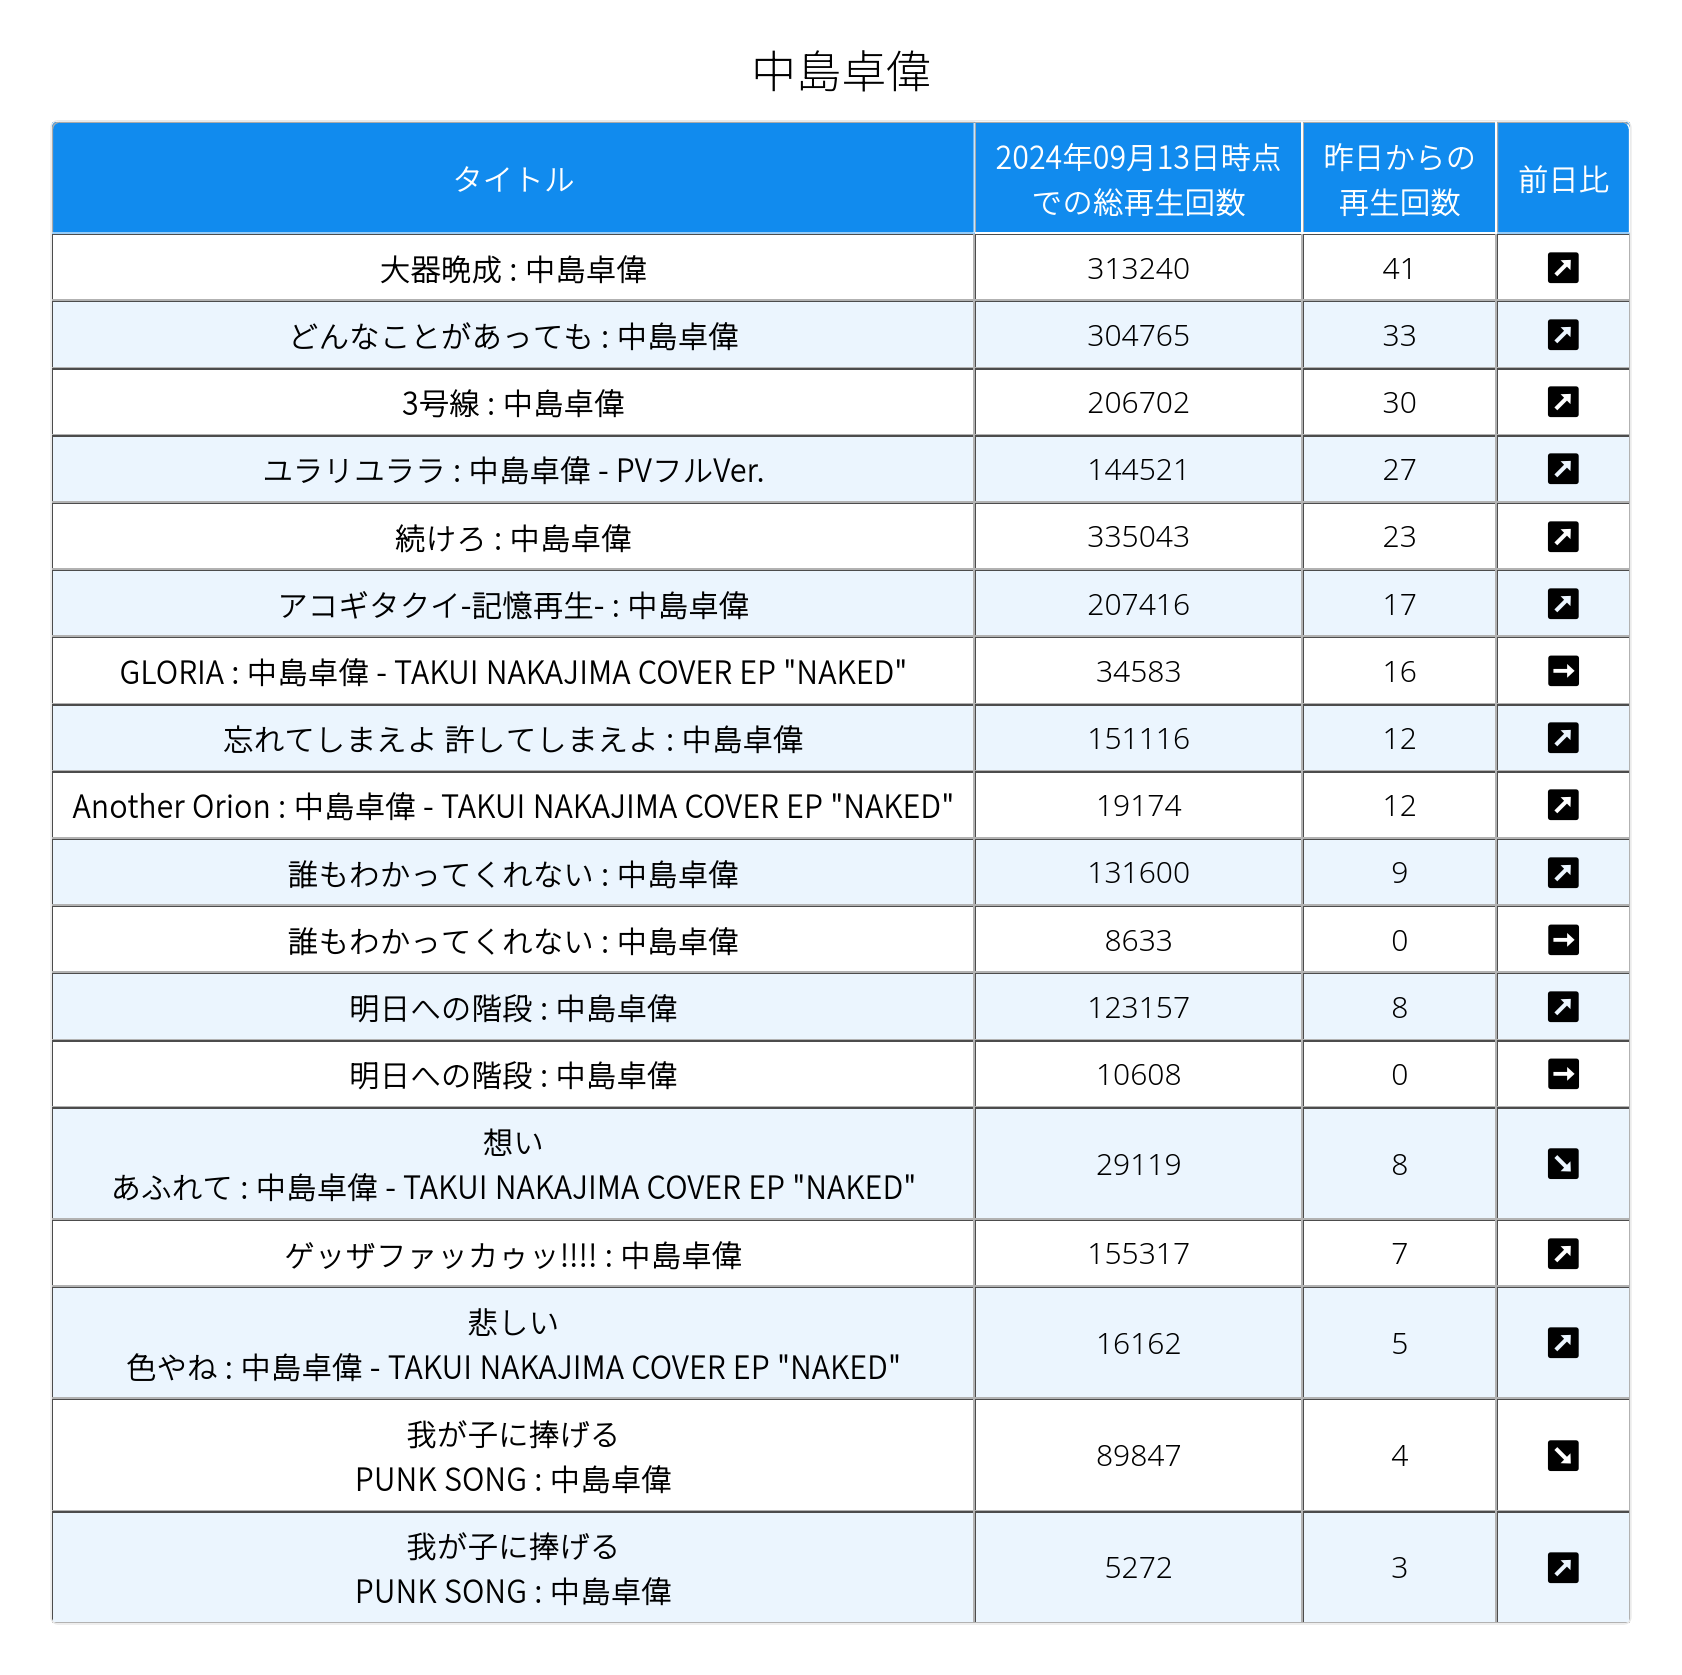 中島卓偉
タイトル
2024年09月13日時点
での総再生回数
昨日からの
再生回数
前日比
大器晩成 : 中島卓偉 313240 41
どんなことがあっても : 中島卓偉 304765 33
3号線 : 中島卓偉 206702 30
ユラリユララ : 中島卓偉 - PVフルVer. 144521 27
続けろ : 中島卓偉 335043 23
アコギタクイ-記憶再生- : 中島卓偉 207416 17
GLORIA : 中島卓偉 - TAKUI NAKAJIMA COVER EP "NAKED" 34583 16
忘れてしまえよ 許してしまえよ : 中島卓偉 151116 12
Another Orion : 中島卓偉 - TAKUI NAKAJIMA COVER EP "NAKED" 19174 12
誰もわかってくれない : 中島卓偉 131600 9
誰もわかってくれない : 中島卓偉 8633 0
明日への階段 : 中島卓偉 123157 8
明日への階段 : 中島卓偉 10608 0
想い
あふれて : 中島卓偉 - TAKUI NAKAJIMA COVER EP "NAKED" 29119 8
ゲッザファッカゥッ!!!! : 中島卓偉 155317 7
悲しい
色やね : 中島卓偉 - TAKUI NAKAJIMA COVER EP "NAKED" 16162 5
我が子に捧げる
PUNK SONG : 中島卓偉 89847 4
我が子に捧げる
PUNK SONG : 中島卓偉 5272 3